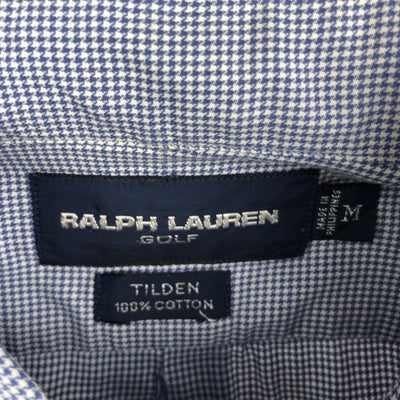 RALPH LAUREN
GOLF
MADE IN
PHILIPPINES
M
TILDEN
100% COTTON